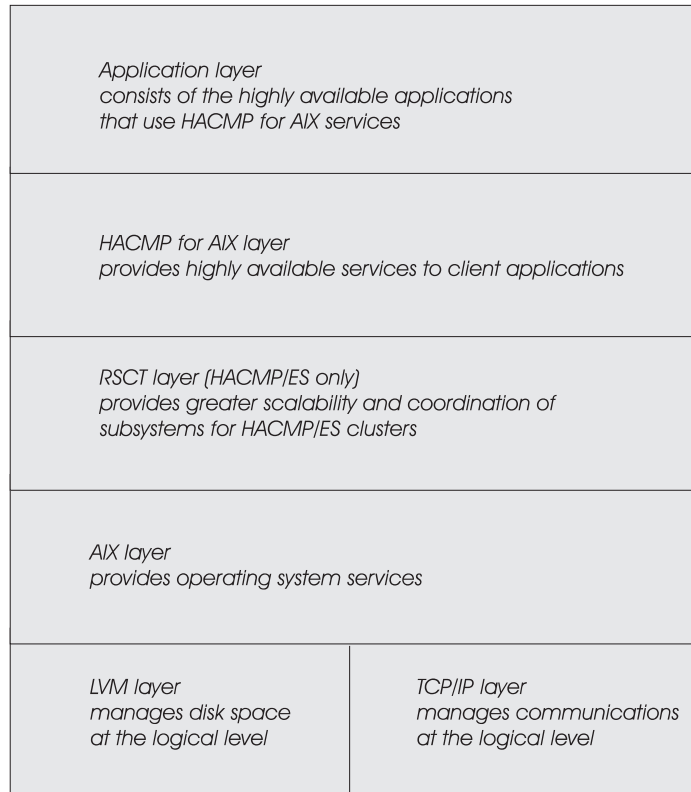 Application layer
consists of the highly available applications
that use HACMP for AIX services
HACMP for AIX layer
provides highly available services to client applications
RSCT layer (HACMP/ES only)
provides greater scalability and coordination of
subsystems for HACMP/ES clusters
AIX layer
provides operating system services
LVM layer
manages disk space
at the logical level
TCP/IP layer
manages communications
at the logical level